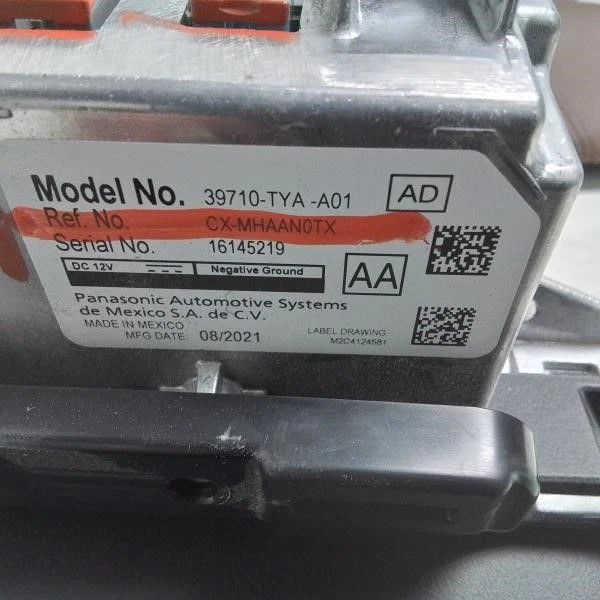 Model No. 39710-TYA -A01 AD
Ref. No. CX-MHAAN0TX
Serial No. 16145219
DC 12V Negative Ground AA
Panasonic Automotive Systems
de Mexico S.A. de C.V.
MADE IN MEXICO
MFG DATE: 08/2021
LABEL DRAWING:
M2C4124581